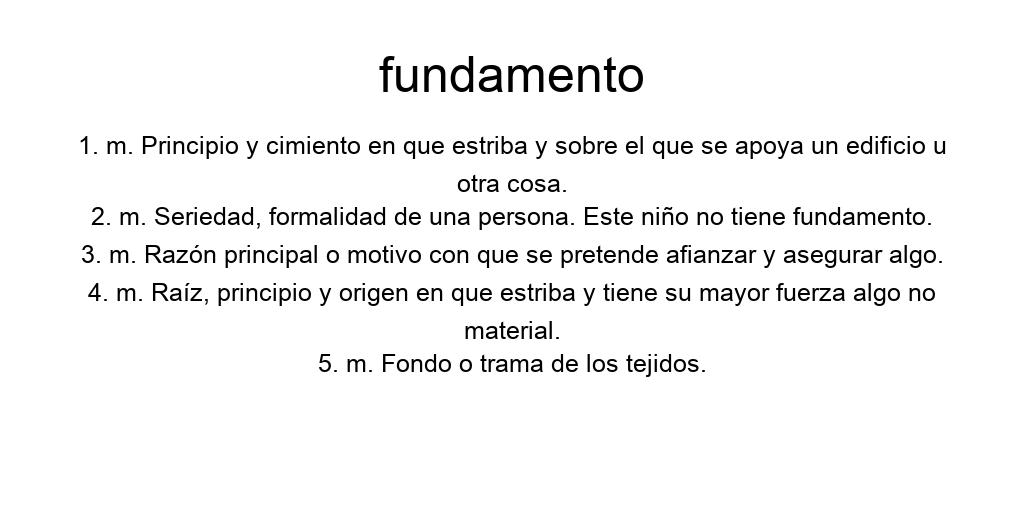 fundamento
1. m. Principio y cimiento en que estriba y sobre el que se apoya un edificio u
otra cosa.
2. m. Seriedad, formalidad de una persona. Este niño no tiene fundamento.
3. m. Razón principal o motivo con que se pretende afianzar y asegurar algo.
4. m. Raíz, principio y origen en que estriba y tiene su mayor fuerza algo no
material.
5. m. Fondo o trama de los tejidos.